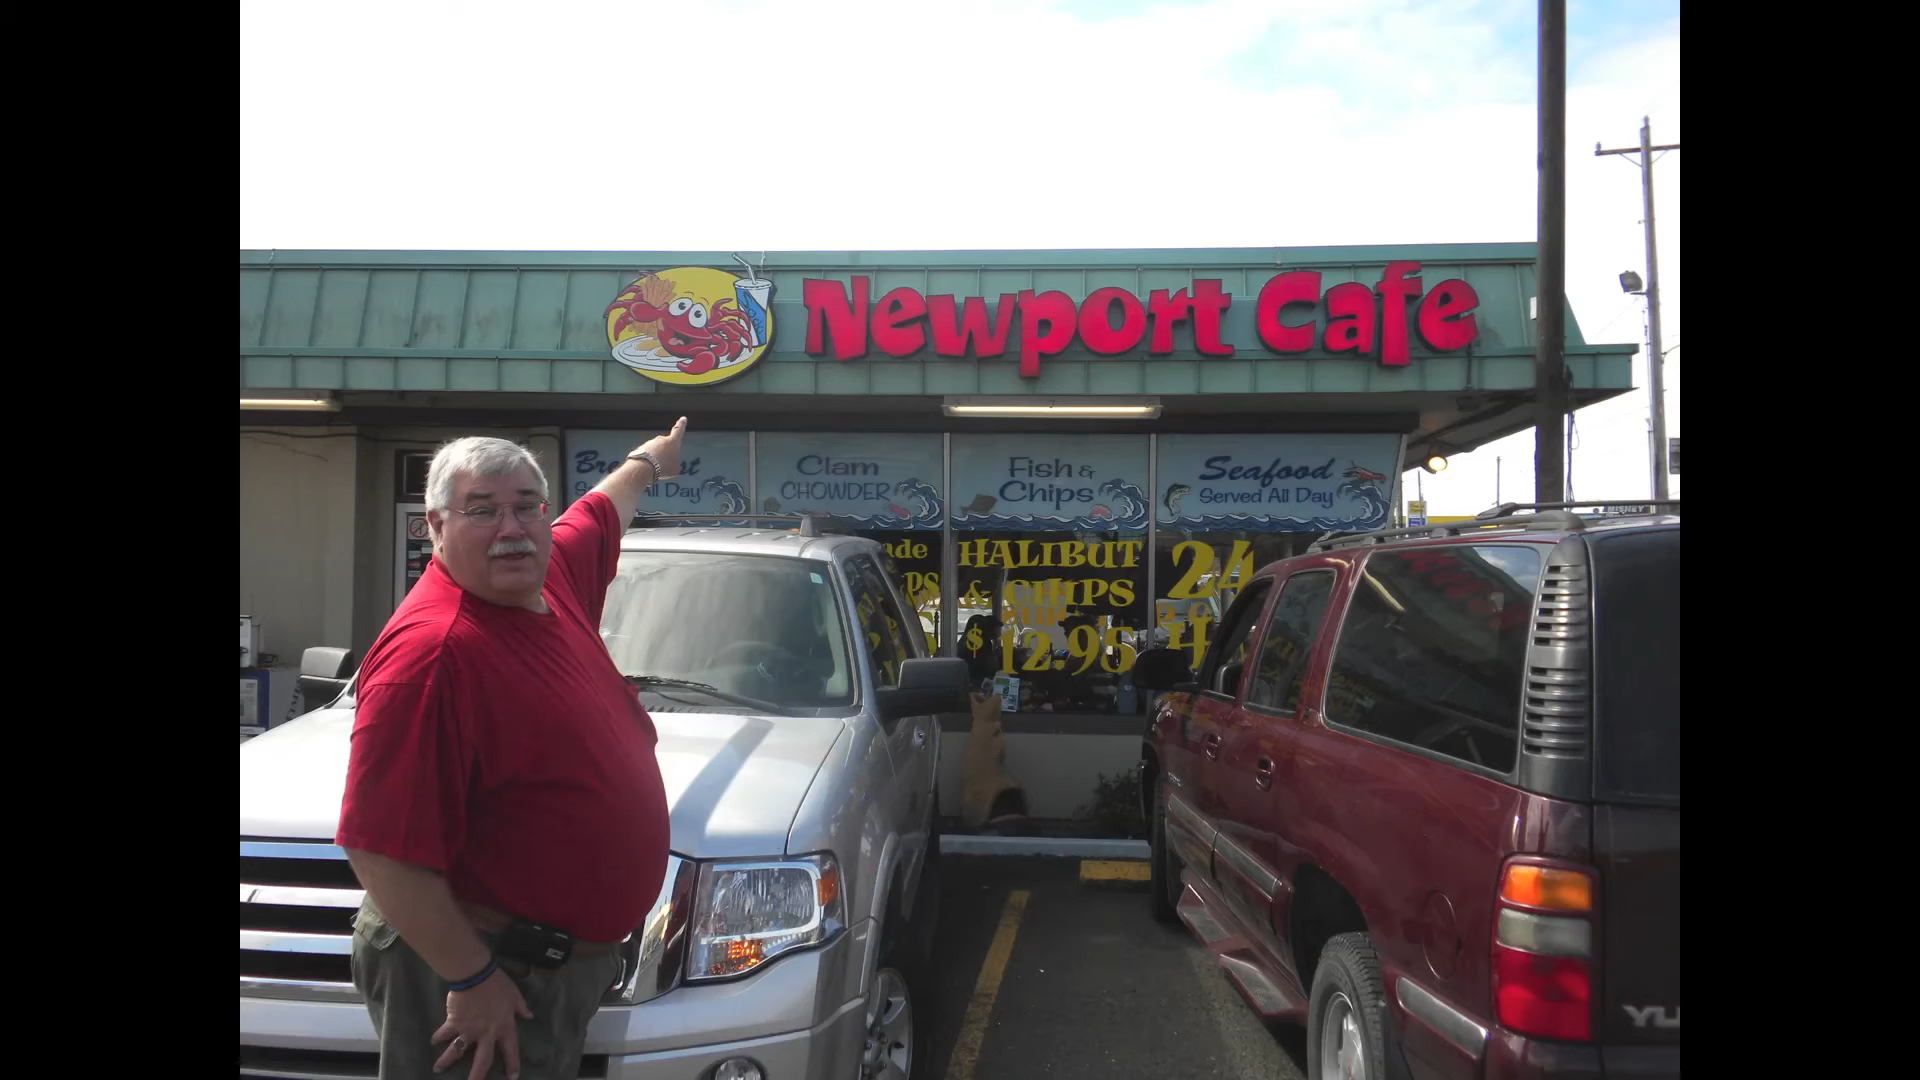 Newport Cafe
Clam
CHOWDER
Fish &
Chips
Seafood
Served All Day
All Day
HALIBUT
& CHIPS
$ 12.95
24